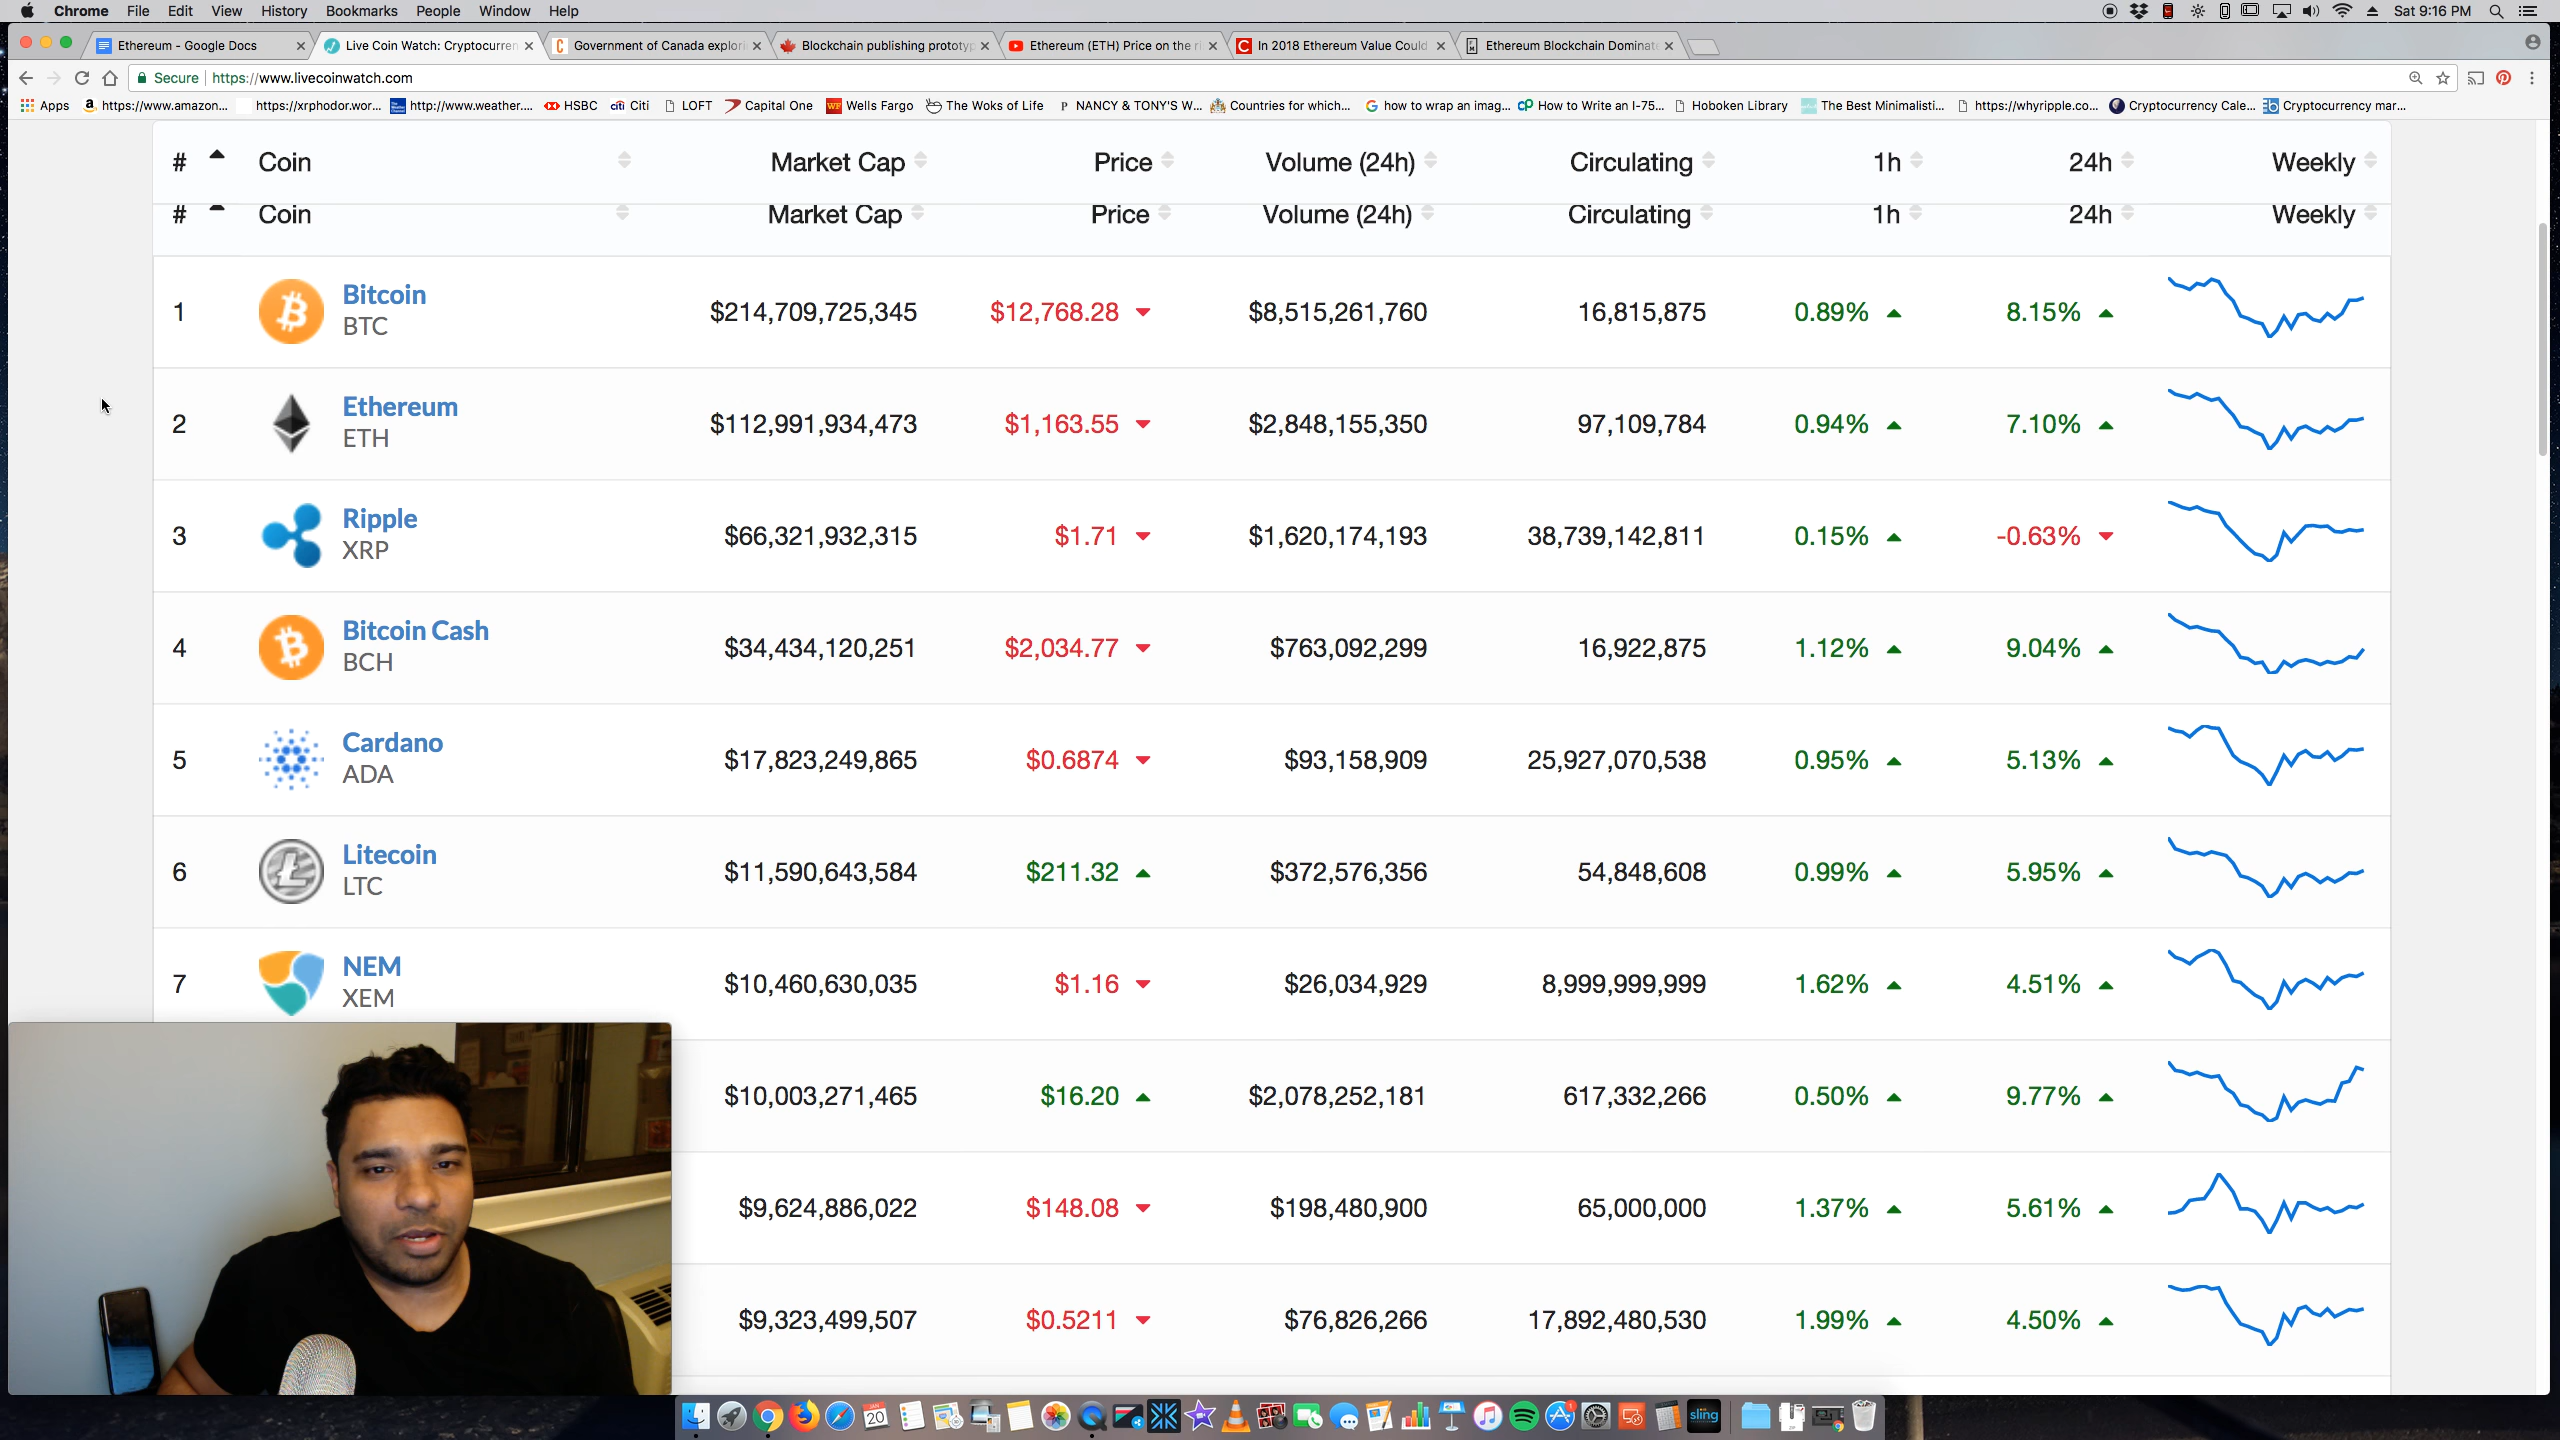 Chrome File Edit View History Bookmarks People Window Help Sat 9:16 PM
Ethereum - Google Docs Live Coin Watch: Cryptocurren Government of Canada explori Blockchain publishing prototyp Ethereum (ETH) Price on the ri In 2018 Ethereum Value Could Ethereum Blockchain Dominat
Secure https://www.livecoinwatch.com
Apps https://www.amazon... https://xrphodor.wor... http://www.weather.... HSBC citi Citi LOFT Capital One WF Wells Fargo The Woks of Life P NANCY & TONY'S W... Countries for which... G how to wrap an imag... CP How to Write an I-75... Hoboken Library The Best Minimalisti... https://whyripple.co... Cryptocurrency Cale... Cryptocurrency mar...
# Coin Market Cap Price Volume (24h) Circulating 1h 24h Weekly
# Coin Market Cap Price Volume (24h) Circulating 1h 24h Weekly
1 Bitcoin $214,709,725,345 $12,768.28 $8,515,261,760 16,815,875 0.89% 8.15%
BTC
2 Ethereum $112,991,934,473 $1,163.55 $2,848,155,350 97,109,784 0.94% 7.10%
ETH
3 Ripple $66,321,932,315 $1.71 $1,620,174,193 38,739,142,811 0.15% -0.63%
XRP
4 Bitcoin Cash $34,434,120,251 $2,034.77 $763,092,299 16,922,875 1.12% 9.04%
BCH
5 Cardano $17,823,249,865 $0.6874 $93,158,909 25,927,070,538 0.95% 5.13%
ADA
6 Litecoin $11,590,643,584 $211.32 $372,576,356 54,848,608 0.99% 5.95%
LTC
7 NEM $10,460,630,035 $1.16 $26,034,929 8,999,999,999 1.62% 4.51%
XEM
$10,003,271,465 $16.20 $2,078,252,181 617,332,266 0.50% 9.77%
$9,624,886,022 $148.08 $198,480,900 65,000,000 1.37% 5.61%
$9,323,499,507 $0.5211 $76,826,266 17,892,480,530 1.99% 4.50%
JAN
20
sling